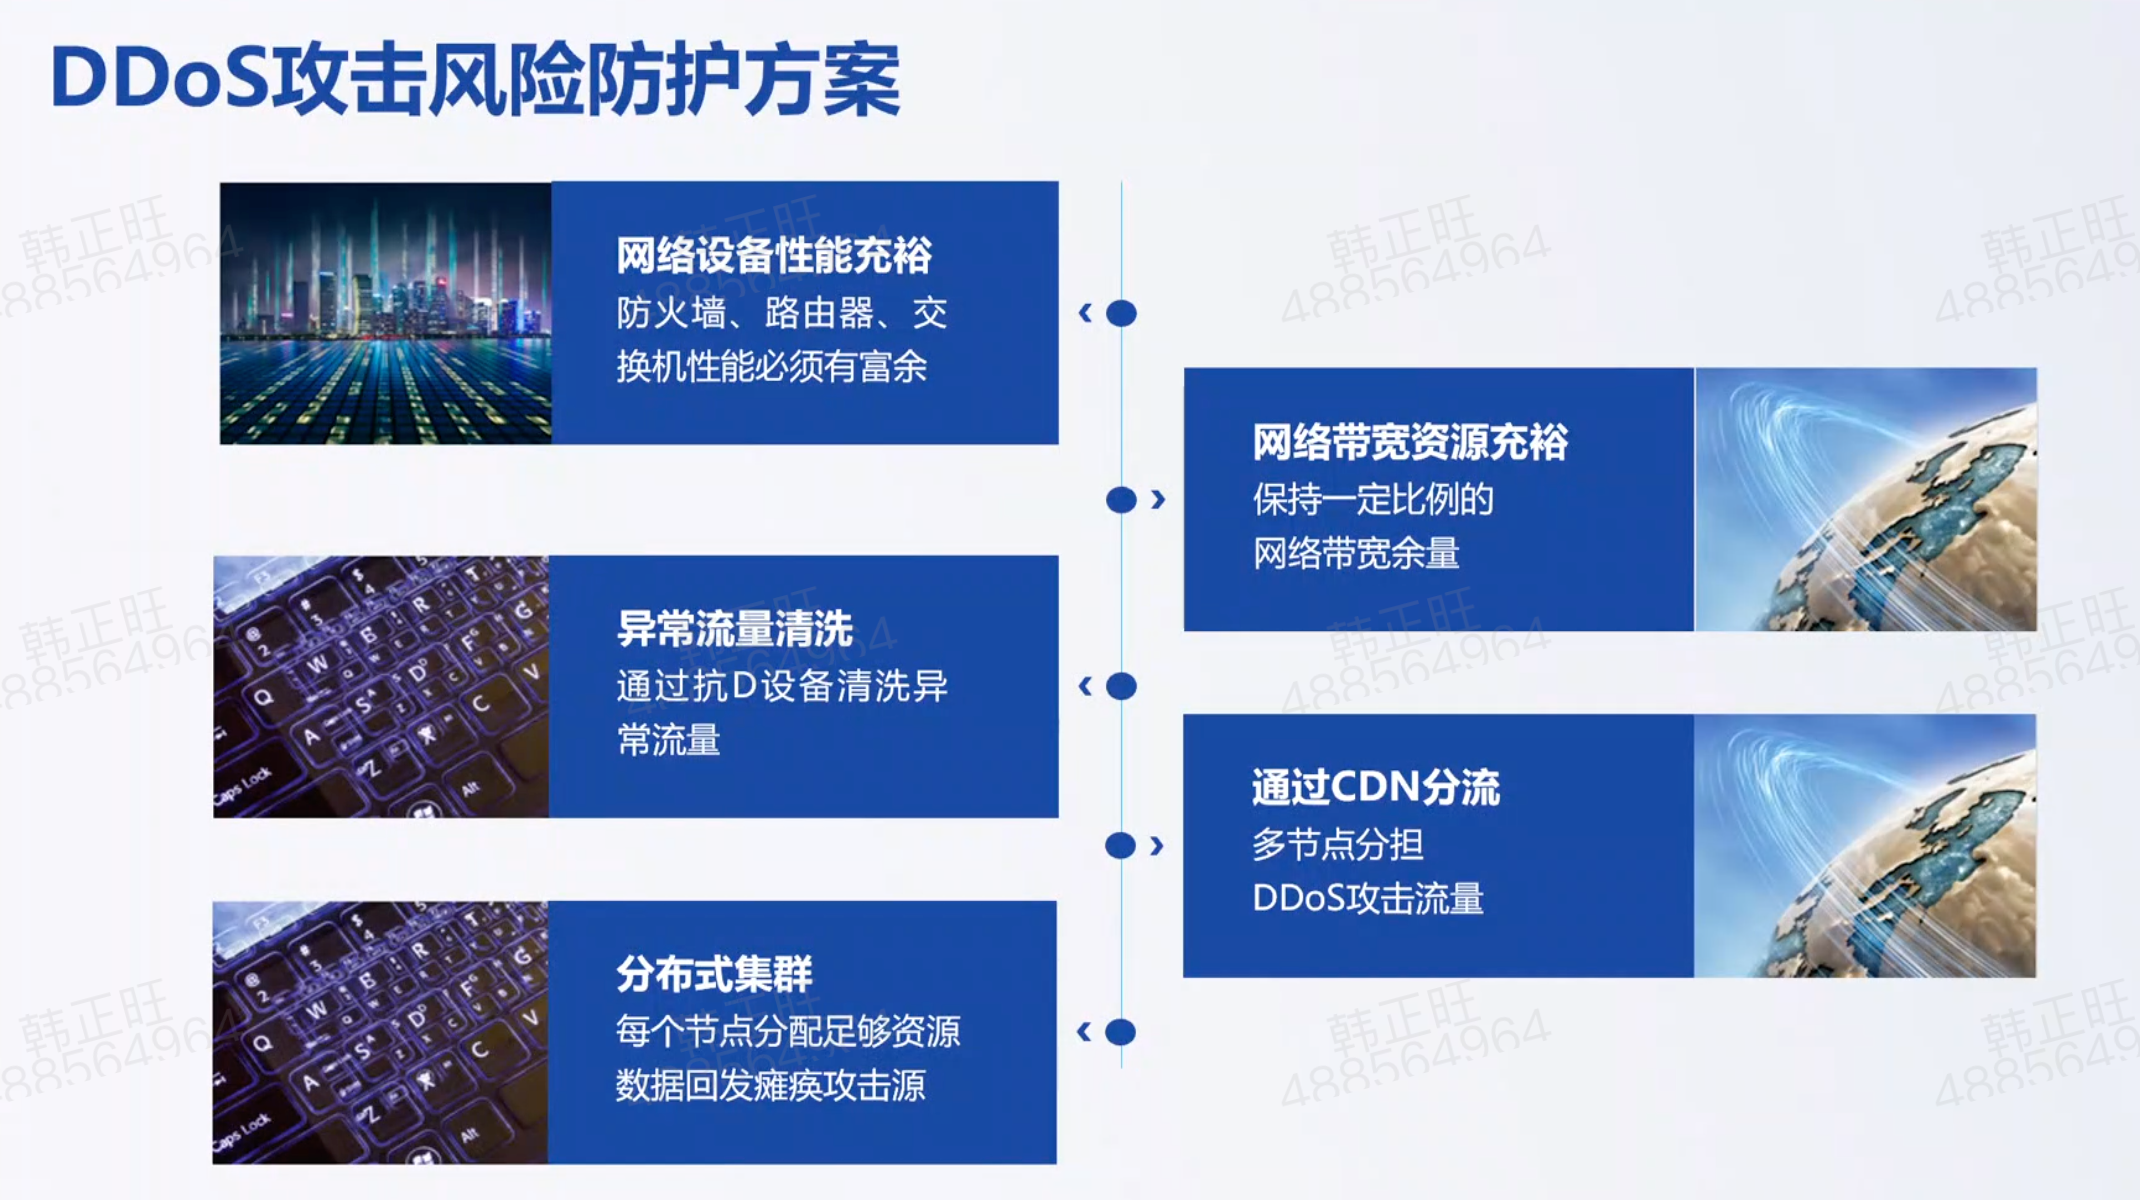 DDoS攻击风险防护方案
网络设备性能充裕
防火墙、路由器、交
换机性能必须有富余
网络带宽资源充裕
保持一定比例的
网络带宽余量
异常流量清洗
通过抗D设备清洗异
常流量
通过CDN分流
多节点分担
DDoS攻击流量
分布式集群
每个节点分配足够资源
数据回发瘫痪攻击源
韩正旺
488564964